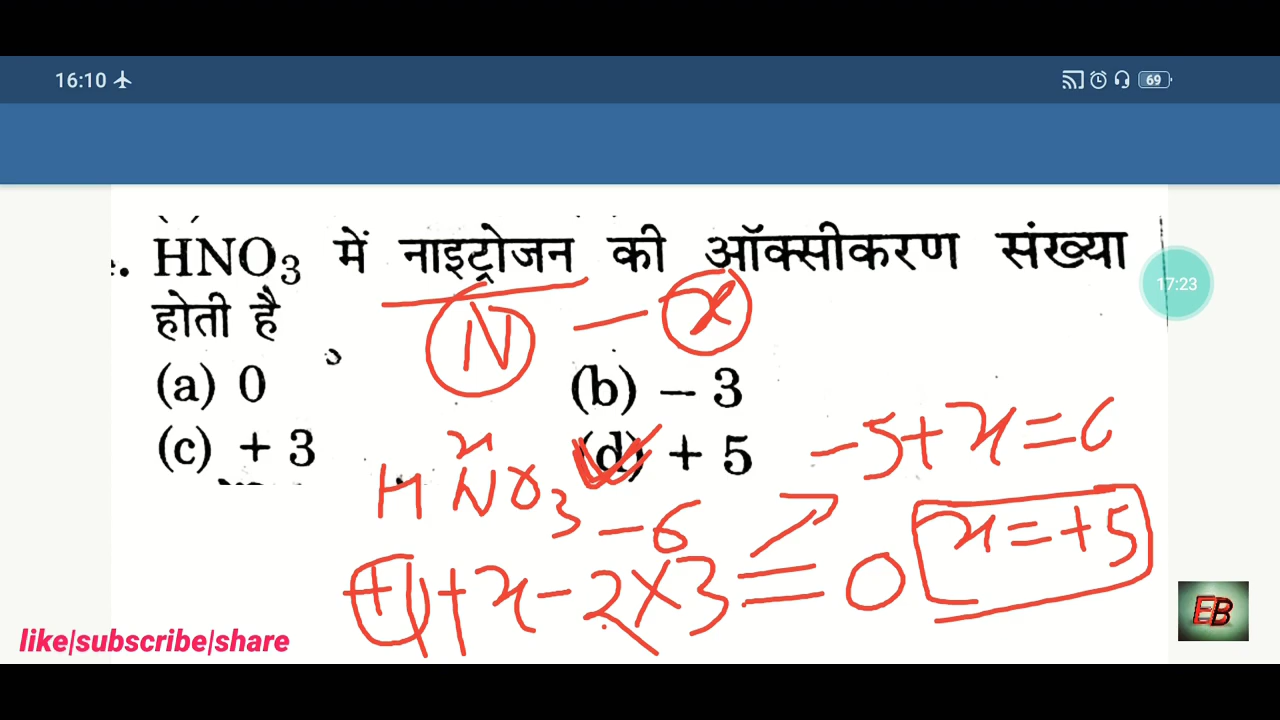 16:10
69
HNO3 में नाइट्रोजन की ऑक्सीकरण संख्या
17:23
होती है
N — x
(a) 0
(b) – 3
(c) + 3
(d) + 5
-5+x=0
x
HNO3
-6
x=+5
+1+x-2×3=0
like|subscribe|share
EB